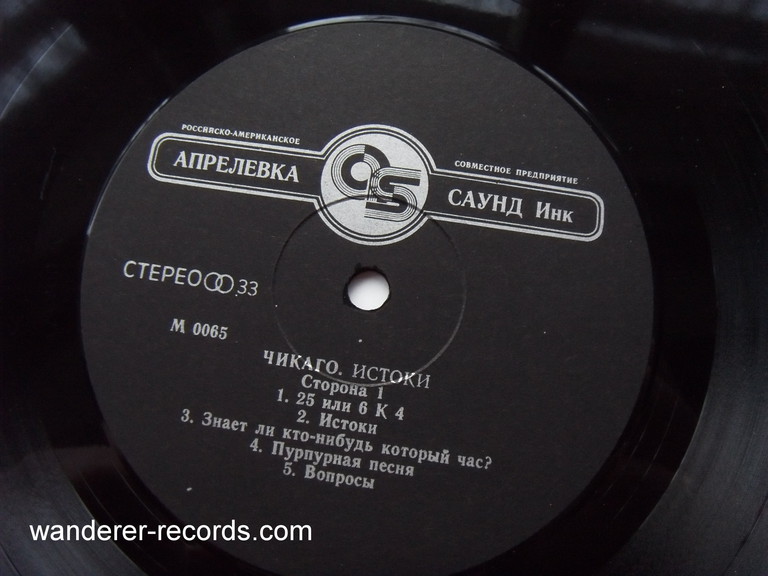 РОССИЙСКО-АМЕРИКАНСКОЕ
СОВМЕСТНОЕ ПРЕДПРИЯТИЕ
АПРЕЛЕВКА
САУНД Инк
СТЕРЕО 33
М 0065
ЧИКАГО. ИСТОКИ
Сторона 1
1. 25 или 6 К 4
2. Истоки
3. Знает ли кто-нибудь который час?
4. Пурпурная песня
5. Вопросы
wanderer-records.com